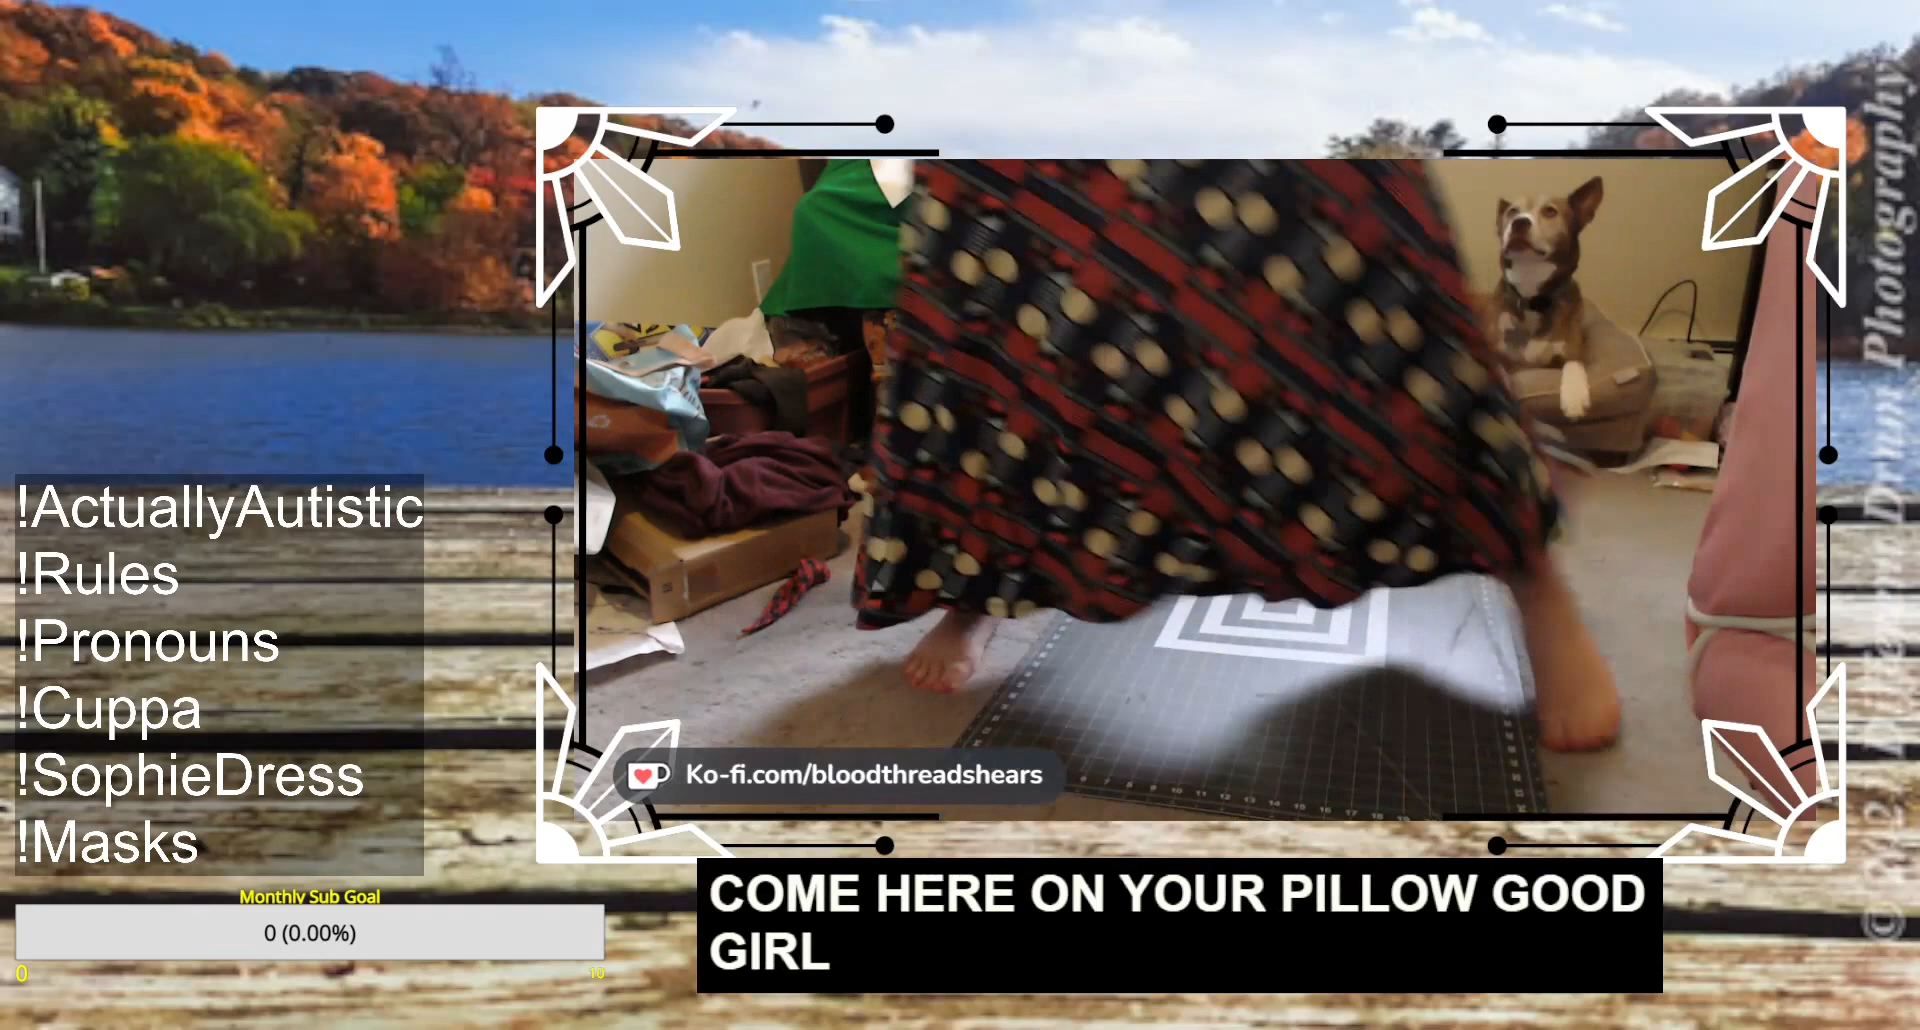 !ActuallyAutistic
!Rules
!Pronouns
!Cuppa
!SophieDress
!Masks
Monthly Sub Goal
0 (0.00%)
0
10
Ko-fi.com/bloodthreadshears
COME HERE ON YOUR PILLOW GOOD
GIRL
Photography